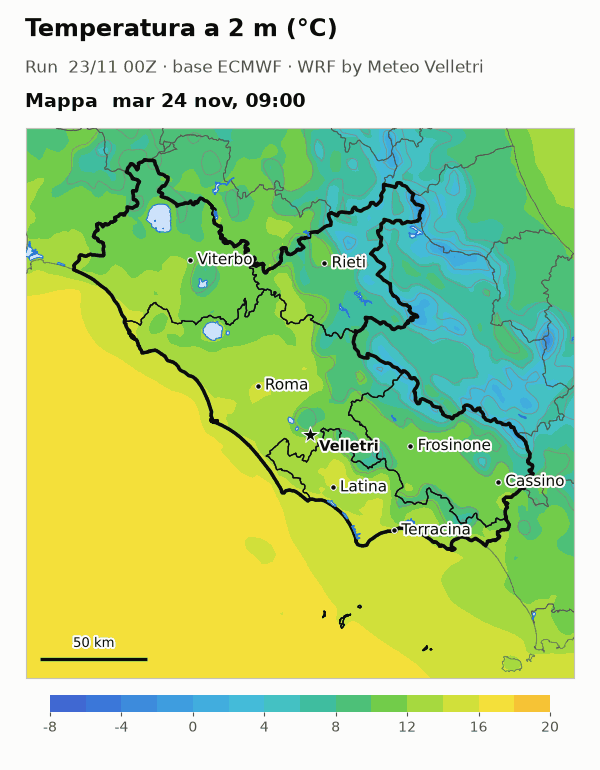 Temperatura a 2 m (°C)
Run  23/11 00Z · base ECMWF · WRF by Meteo Velletri
Mappa  mar 24 nov, 09:00
Viterbo
Rieti
Roma
Velletri
Frosinone
Cassino
Latina
Terracina
50 km
-8 -4 0 4 8 12 16 20